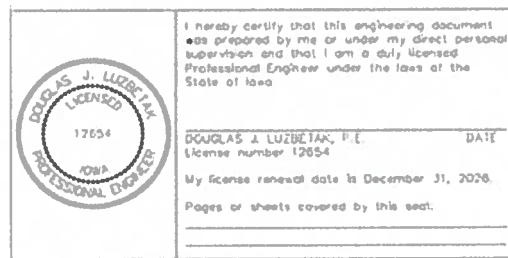 DOUGLAS J. LUZBETAK
LICENSED
12654
IOWA
PROFESSIONAL ENGINEER
I hereby certify that this engineering document
was prepared by me or under my direct personal
supervision and that I am a duly licensed
Professional Engineer under the laws of the
State of Iowa
DOUGLAS J. LUZBETAK, P.E. DATE
License number 12654
My license renewal date is December 31, 2026.
Pages or sheets covered by this seal: